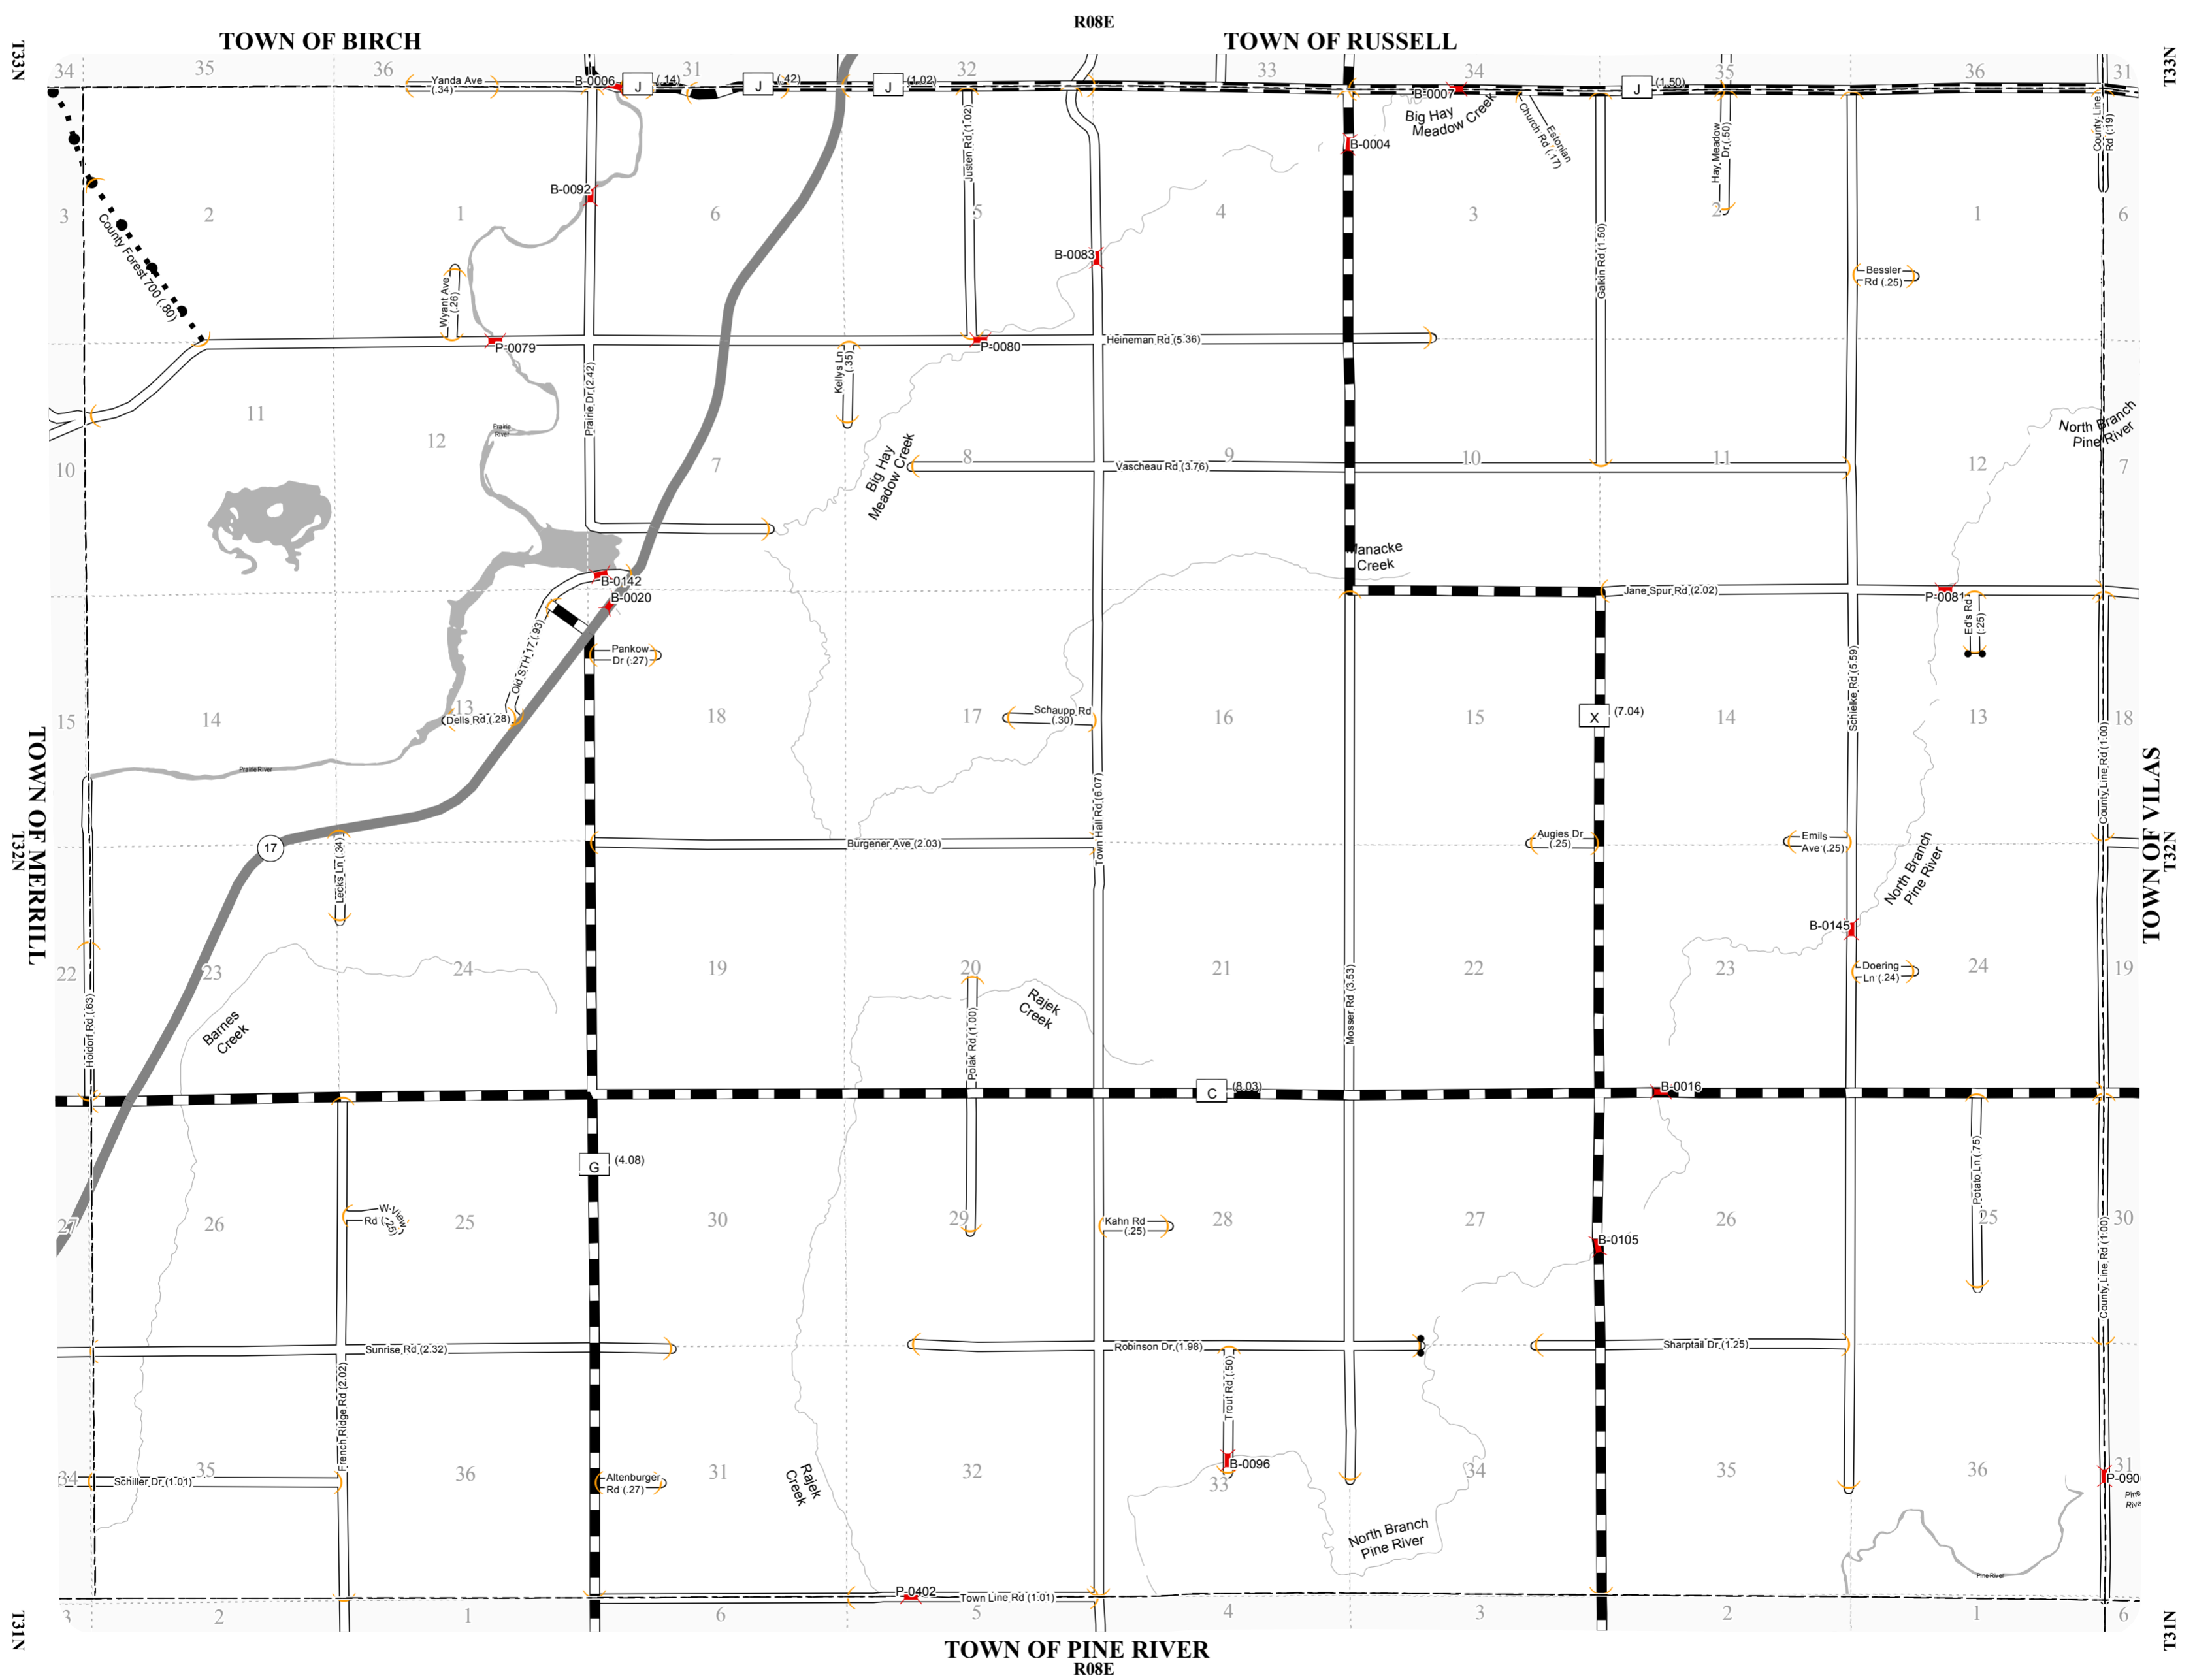 R08E
TOWN OF BIRCH
TOWN OF RUSSELL
T33N
T33N
34
35
36
31
32
33
34
35
36
31
Yanda Ave
(.34)
B-0006
J
(.14)
J
(.42)
J
(1.02)
B-0007
J
(1.50)
Big Hay
Meadow Creek
Estonian
Church Rd (.17)
Hay Meadow
Dr (.50)
County Line
Rd (.19)
Justen Rd (1.02)
B-0004
B-0092
3
2
1
6
5
4
3
2
1
6
County Forest 700 (.80)
Wyant Ave
(.26)
B-0083
Galkin Rd (1.50)
Bessler
Rd (.25)
P-0079
P-0080
Heineman Rd (5.36)
Kellys Ln
(.35)
Prairie Dr (2.42)
11
12
Prairie
River
North Branch
Pine River
10
7
8
9
10
11
12
7
Big Hay
Meadow Creek
Vascheau Rd (3.76)
Manacke
Creek
B-0142
B-0020
Jane Spur Rd (2.02)
P-0081
Ed's Rd
(.25)
Old STH 17 (.93)
Pankow
Dr (.27)
Schielke Rd (5.59)
15
14
13
18
17
16
15
14
13
18
Dells Rd (.28)
Schaupp Rd
(.30)
X
(7.04)
Prairie River
TOWN OF MERRRILL
T32N
TOWN OF VILAS
T32N
County Line Rd (1.00)
Town Hall Rd (6.07)
17
Lecks Ln (.34)
Burgener Ave (2.03)
Augies Dr
(.25)
Emils
Ave (.25)
North Branch
Pine River
B-0145
22
23
24
19
20
21
22
23
24
19
Doering
Ln (.24)
Holdorf Rd (.63)
Barnes
Creek
Polak Rd (1.00)
Rajek
Creek
Mosser Rd (3.53)
C
(8.03)
B-0016
G
(4.08)
Potato Ln (.75)
27
26
25
30
29
28
27
26
25
30
W View
Rd (.25)
Kahn Rd
(.25)
B-0105
County Line Rd (1.00)
Sunrise Rd (2.32)
Robinson Dr (1.98)
Sharptail Dr (1.25)
French Ridge Rd (2.02)
Trout Rd (.50)
34
35
36
31
32
33
34
35
36
31
Schiller Dr (1.01)
Altenburger
Rd (.27)
Rajek
Creek
B-0096
P-090
Pine
Rive
North Branch
Pine River
Pine River
P-0402
Town Line Rd (1.01)
3
2
1
6
5
4
3
2
1
6
T31N
T31N
TOWN OF PINE RIVER
R08E